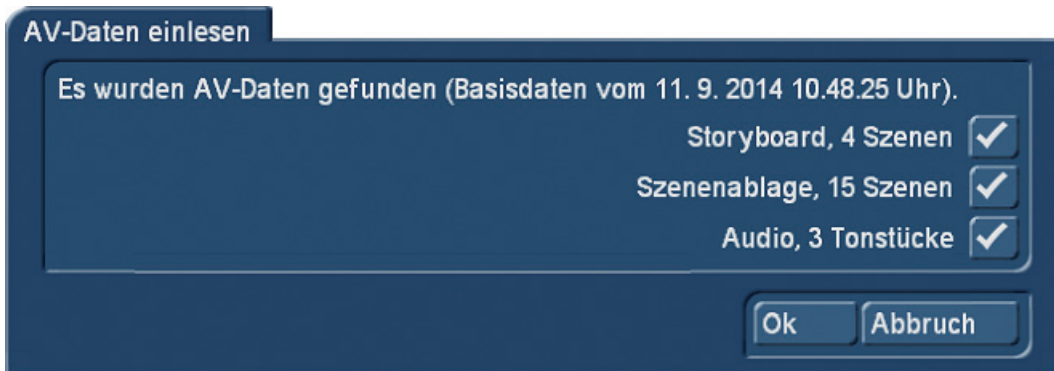 AV-Daten einlesen
Es wurden AV-Daten gefunden (Basisdaten vom 11. 9. 2014 10.48.25 Uhr).
Storyboard, 4 Szenen
Szenenablage, 15 Szenen
Audio, 3 Tonstücke
Ok Abbruch